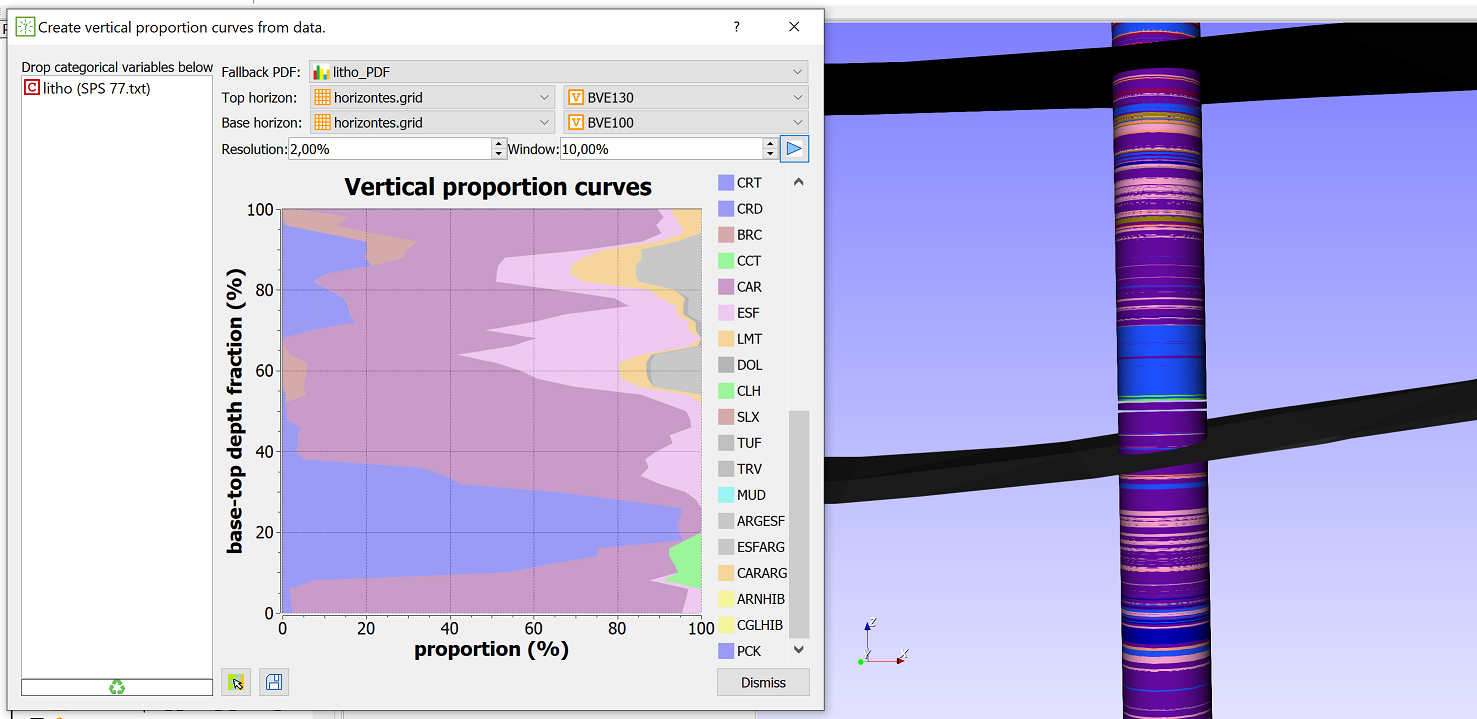 Create vertical proportion curves from data.
?
Drop categorical variables below
C litho (SPS 77.txt)
Fallback PDF: litho_PDF
Top horizon: horizontes.grid V BVE130
Base horizon: horizontes.grid V BVE100
Resolution: 2,00% Window: 10,00%
Vertical proportion curves
base-top depth fraction (%)
100
80
60
40
20
0
0 20 40 60 80 100
proportion (%)
CRT
CRD
BRC
CCT
CAR
ESF
LMT
DOL
CLH
SLX
TUF
TRV
MUD
ARGESF
ESFARG
CARARG
ARNHIB
CGLHIB
PCK
Dismiss
Z
Y X